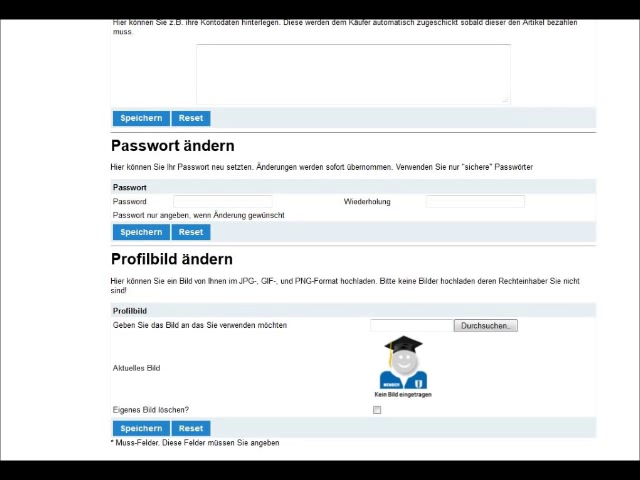 Hier können Sie z.B. ihre Kontodaten hinterlegen. Diese werden dem Käufer automatisch zugeschickt sobald dieser den Artikel bezahlen
muss.
Speichern Reset
Passwort ändern
Hier können Sie Ihr Passwort neu setzten. Änderungen werden sofort übernommen. Verwenden Sie nur "sichere" Passwörter
Passwort
Password Wiederholung
Passwort nur angeben, wenn Änderung gewünscht
Speichern Reset
Profilbild ändern
Hier können Sie ein Bild von Ihnen im JPG-, GIF-, und PNG-Format hochladen. Bitte keine Bilder hochladen deren Rechteinhaber Sie nicht
sind!
Profilbild
Geben Sie das Bild an das Sie verwenden möchten Durchsuchen..
Aktuelles Bild
Kein Bild eingetragen
Eigenes Bild löschen?
Speichern Reset
* Muss-Felder. Diese Felder müssen Sie angeben